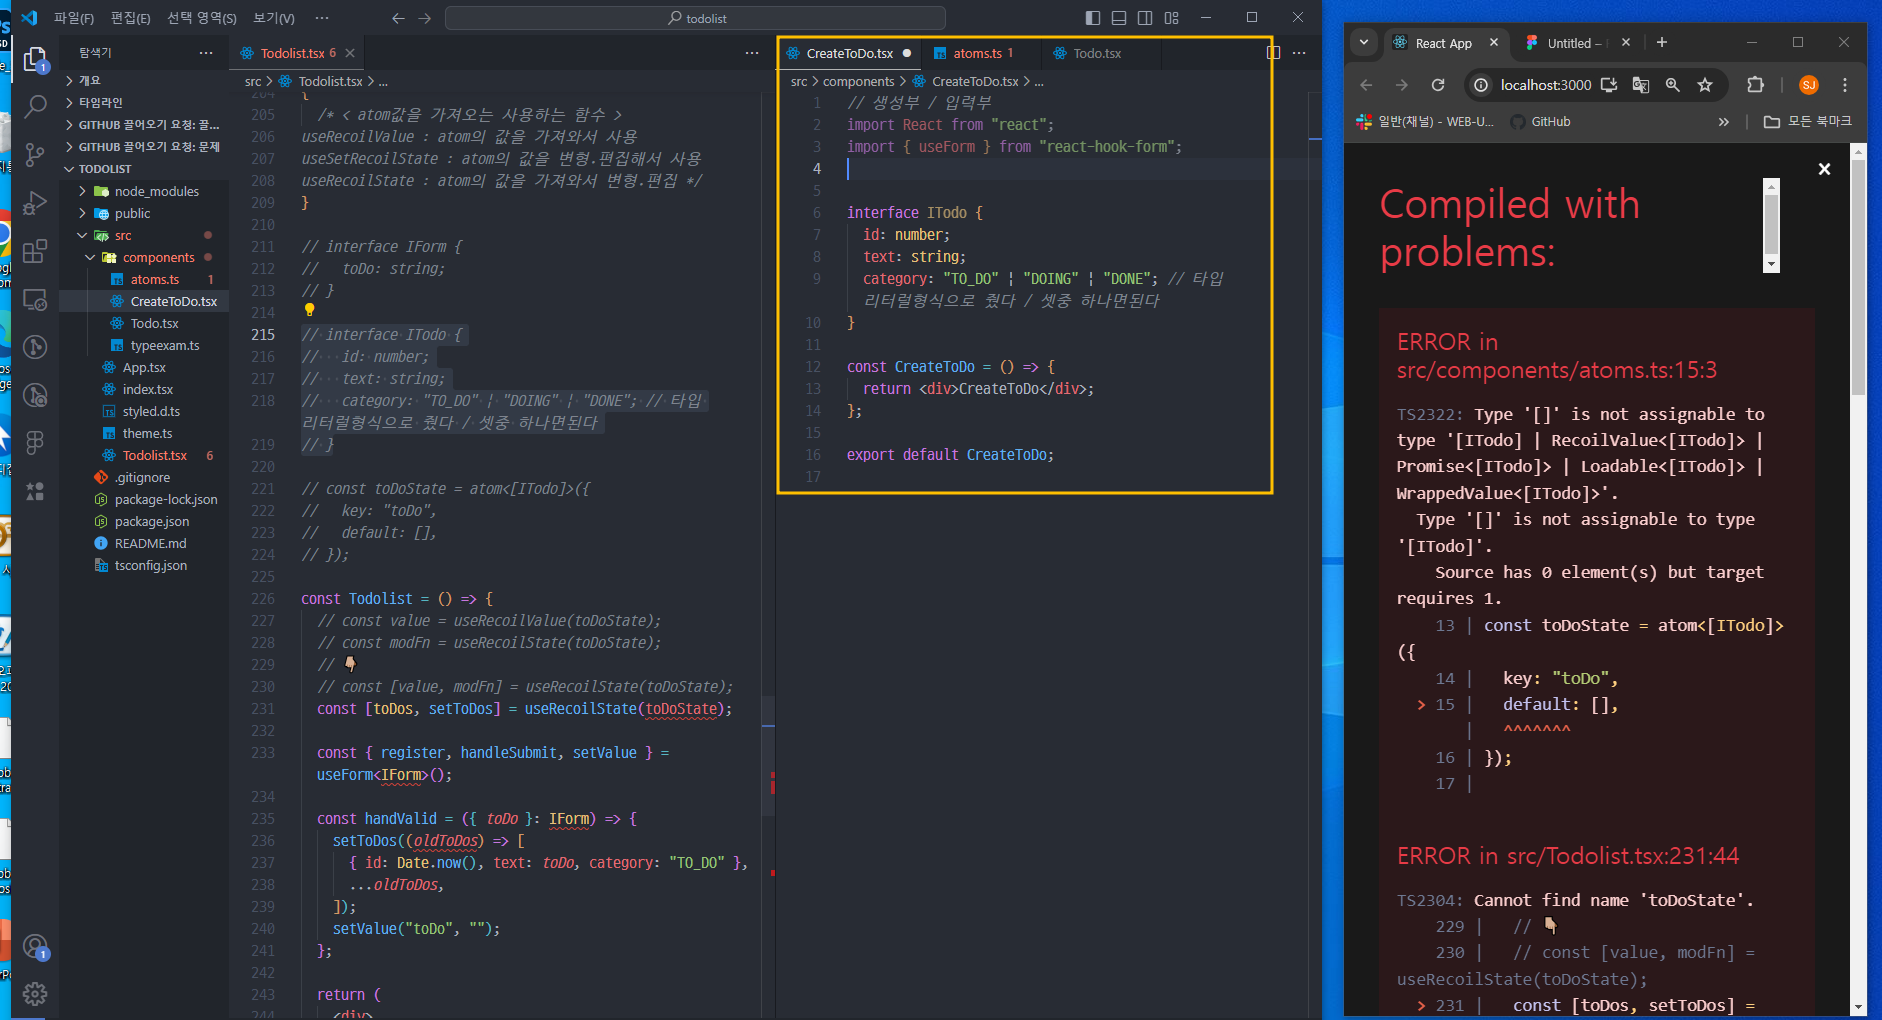 파일(F) 편집(E) 선택 영역(S) 보기(V) ··· todolist
탐색기 ···
개요
타임라인
GITHUB 끌어오기 요청: 끌...
GITHUB 끌어오기 요청: 문제
TODOLIST
node_modules
public
src
components
atoms.ts 1
CreateToDo.tsx
Todo.tsx
typeexam.ts
App.tsx
index.tsx
styled.d.ts
theme.ts
Todolist.tsx 6
.gitignore
package-lock.json
package.json
README.md
tsconfig.json
Todolist.tsx 6
src > Todolist.tsx > ...
204 {
205 /* < atom값을 가져오는 사용하는 함수 >
206 useRecoilValue : atom의 값을 가져와서 사용
207 useSetRecoilState : atom의 값을 변형.편집해서 사용
208 useRecoilState : atom의 값을 가져와서 변형.편집 */
209 }
210
211 // interface IForm {
212 //   toDo: string;
213 // }
214
215 // interface ITodo {
216 //   id: number;
217 //   text: string;
218 //   category: "TO_DO" | "DOING" | "DONE"; // 타입
리터럴형식으로 줬다 / 셋중 하나면된다
219 // }
220
221 // const toDoState = atom<[ITodo]>({
222 //   key: "toDo",
223 //   default: [],
224 // });
225
226 const Todolist = () => {
227 // const value = useRecoilValue(toDoState);
228 // const modFn = useRecoilState(toDoState);
229 // 👇
230 // const [value, modFn] = useRecoilState(toDoState);
231 const [toDos, setToDos] = useRecoilState(toDoState);
232
233 const { register, handleSubmit, setValue } =
useForm<IForm>();
234
235 const handValid = ({ toDo }: IForm) => {
236 setToDos((oldToDos) => [
237 { id: Date.now(), text: toDo, category: "TO_DO" },
238 ...oldToDos,
239 ]);
240 setValue("toDo", "");
241 };
242
243 return (
244 <div>
CreateToDo.tsx ● atoms.ts 1 Todo.tsx
src > components > CreateToDo.tsx > ...
1 // 생성부 / 입력부
2 import React from "react";
3 import { useForm } from "react-hook-form";
4
5
6 interface ITodo {
7 id: number;
8 text: string;
9 category: "TO_DO" | "DOING" | "DONE"; // 타입
리터럴형식으로 줬다 / 셋중 하나면된다
10 }
11
12 const CreateToDo = () => {
13 return <div>CreateToDo</div>;
14 };
15
16 export default CreateToDo;
17
React App Untitled –
localhost:3000
일반(채널) - WEB-U... GitHub » 모든 북마크
Compiled with
problems:
ERROR in
src/components/atoms.ts:15:3
TS2322: Type '[]' is not assignable to
type '[ITodo] | RecoilValue<[ITodo]> |
Promise<[ITodo]> | Loadable<[ITodo]> |
WrappedValue<[ITodo]>'.
Type '[]' is not assignable to type
'[ITodo]'.
Source has 0 element(s) but target
requires 1.
13 | const toDoState = atom<[ITodo]>
({
14 |   key: "toDo",
> 15 |   default: [],
|   ^^^^^^^
16 | });
17 |
ERROR in src/Todolist.tsx:231:44
TS2304: Cannot find name 'toDoState'.
229 |   // 👇
230 |   // const [value, modFn] =
useRecoilState(toDoState);
> 231 |   const [toDos, setToDos] =